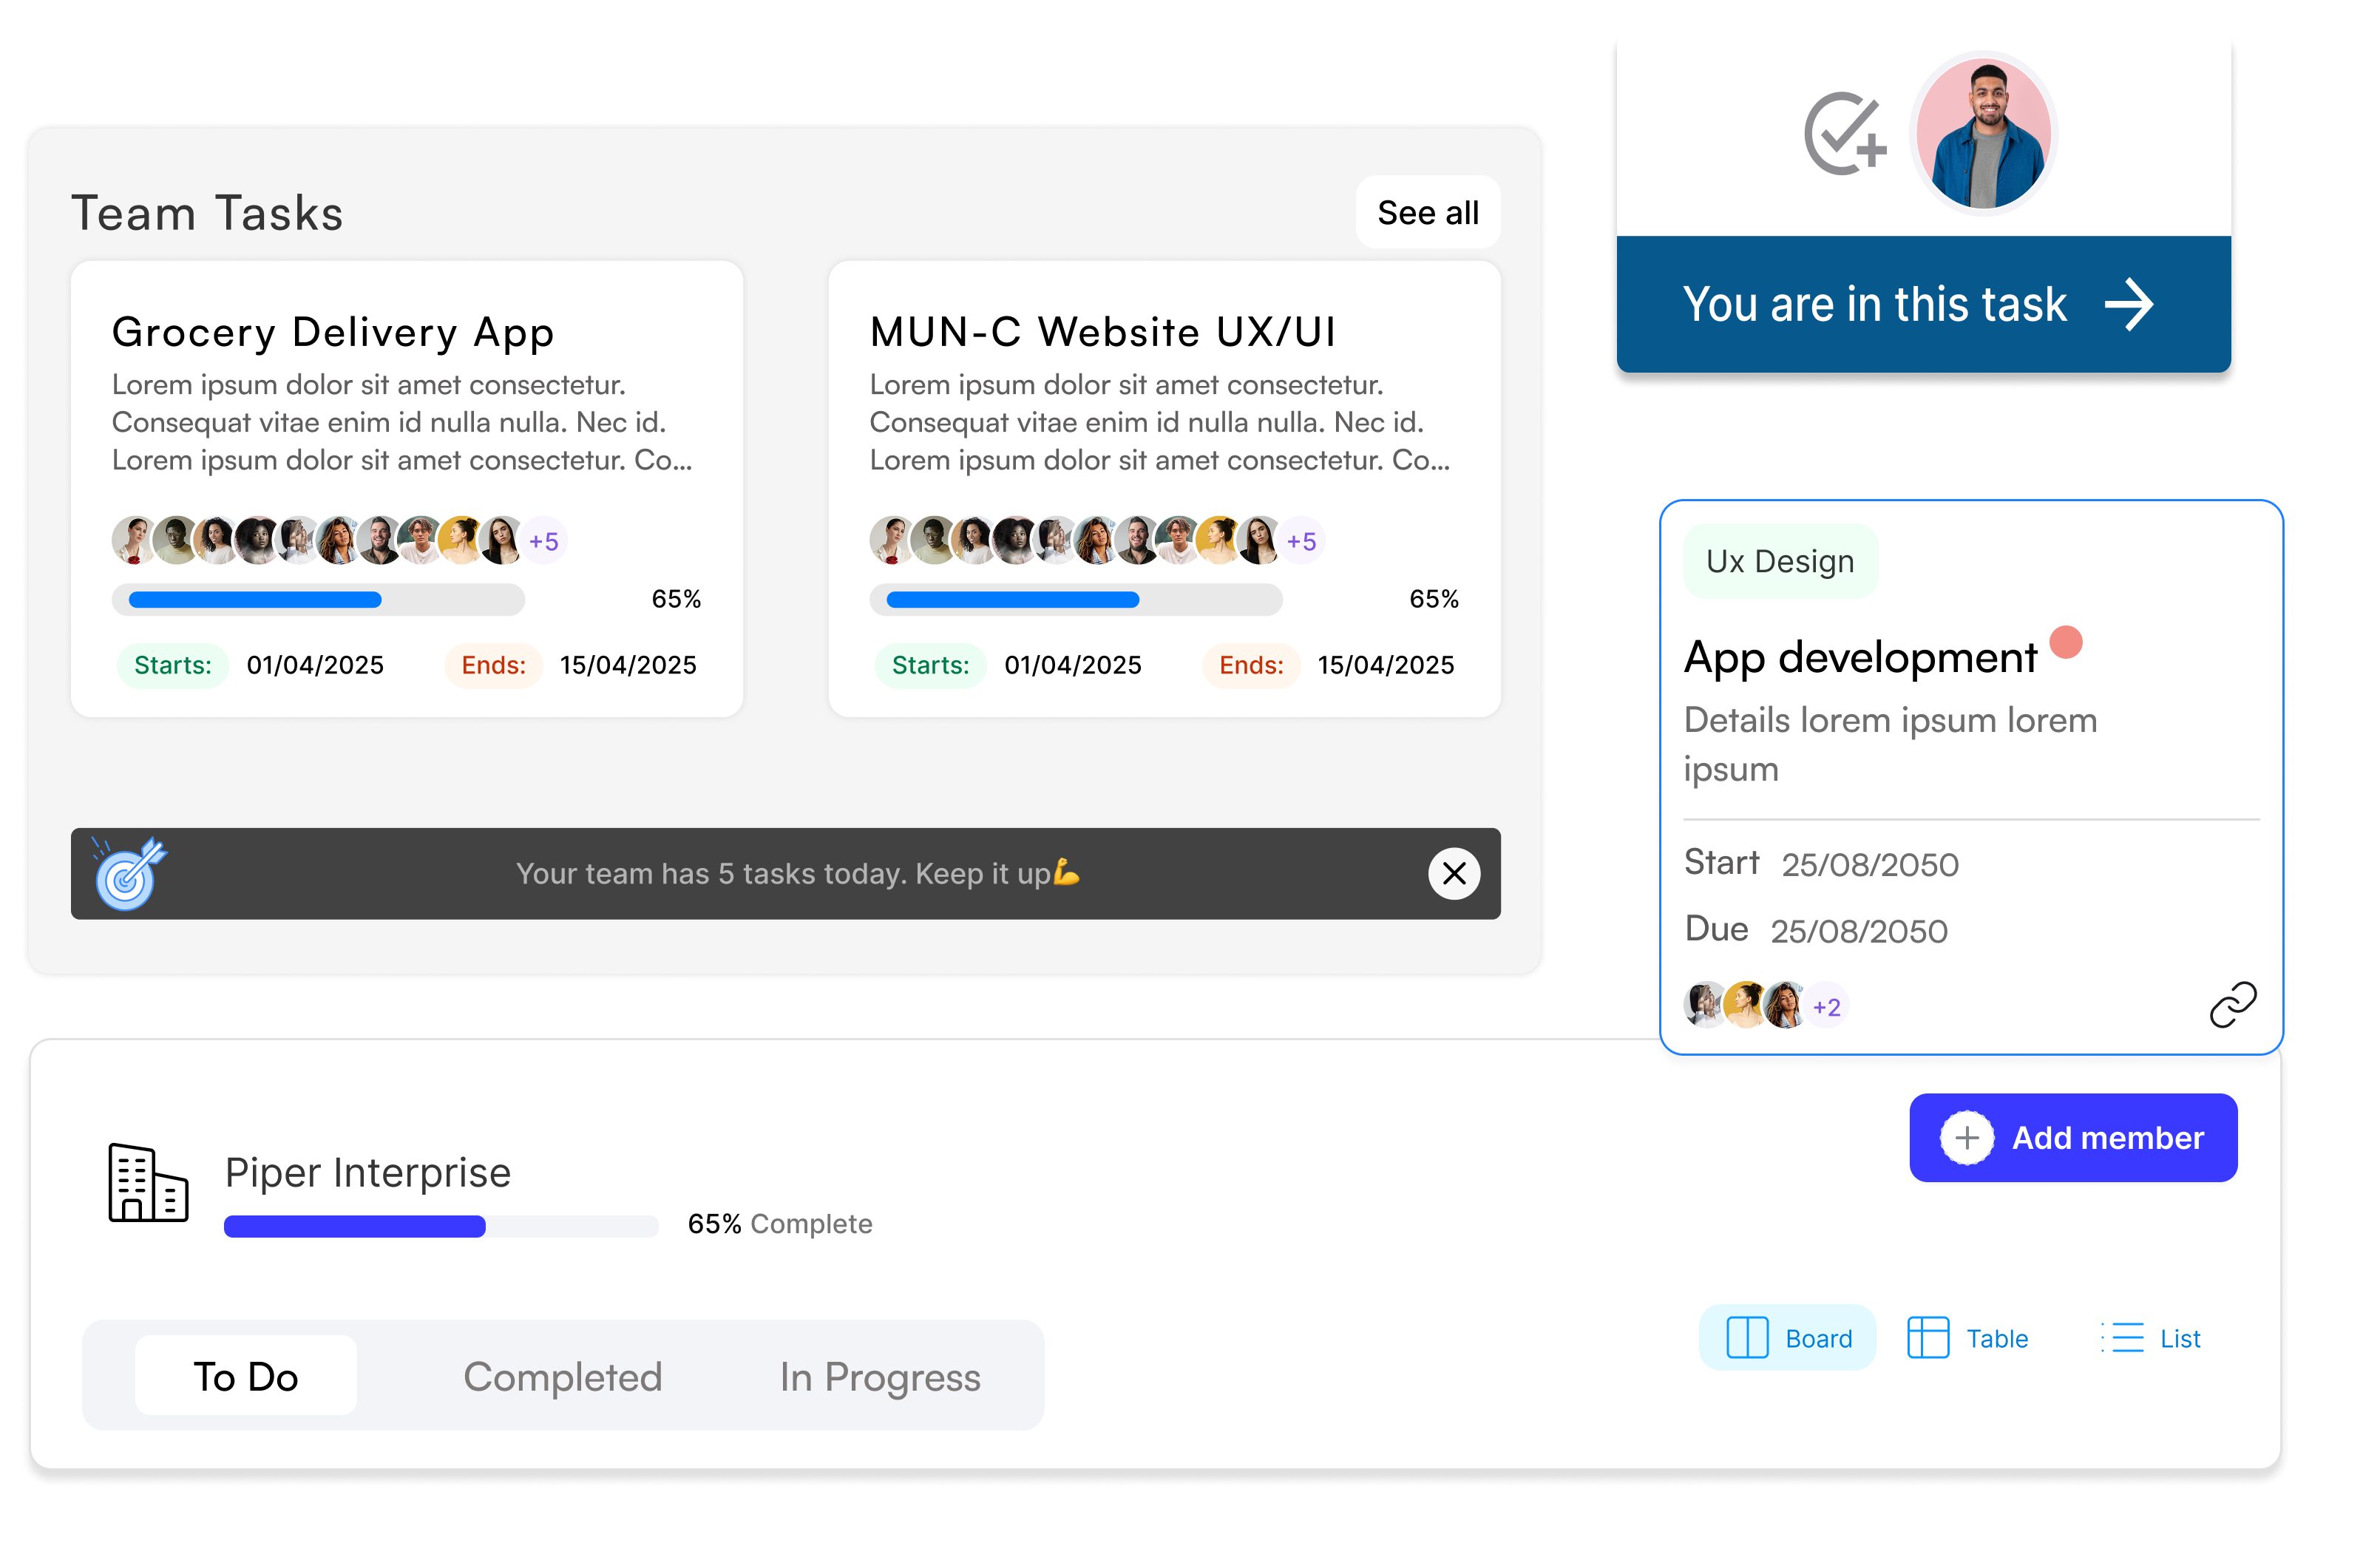 Team Tasks
See all
Grocery Delivery App
Lorem ipsum dolor sit amet consectetur.
Consequat vitae enim id nulla nulla. Nec id.
Lorem ipsum dolor sit amet consectetur. Co...
+5
65%
Starts: 01/04/2025 Ends: 15/04/2025
MUN-C Website UX/UI
Lorem ipsum dolor sit amet consectetur.
Consequat vitae enim id nulla nulla. Nec id.
Lorem ipsum dolor sit amet consectetur. Co...
+5
65%
Starts: 01/04/2025 Ends: 15/04/2025
Your team has 5 tasks today. Keep it up💪
You are in this task
Ux Design
App development
Details lorem ipsum lorem
ipsum
Start 25/08/2050
Due 25/08/2050
+2
Add member
Piper Interprise
65% Complete
To Do Completed In Progress
Board Table List